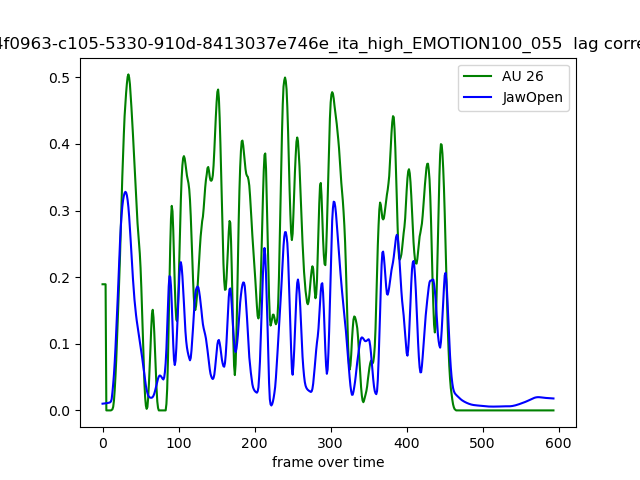 4f0963-c105-5330-910d-8413037e746e_ita_high_EMOTION100_055 lag corre
AU 26
JawOpen
0.5
0.4
0.3
0.2
0.1
0.0
0 100 200 300 400 500 600
frame over time